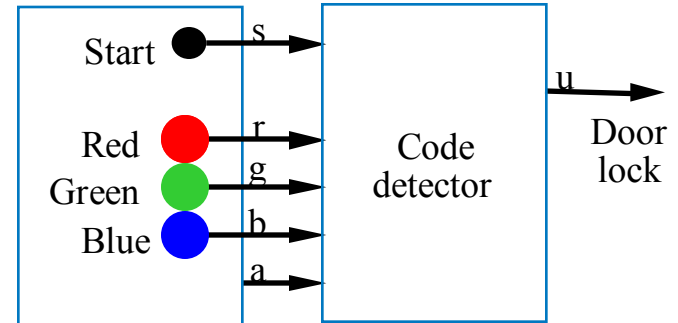 Start
s
u
Red
r
Door
lock
Green
g
Code
detector
Blue
b
a